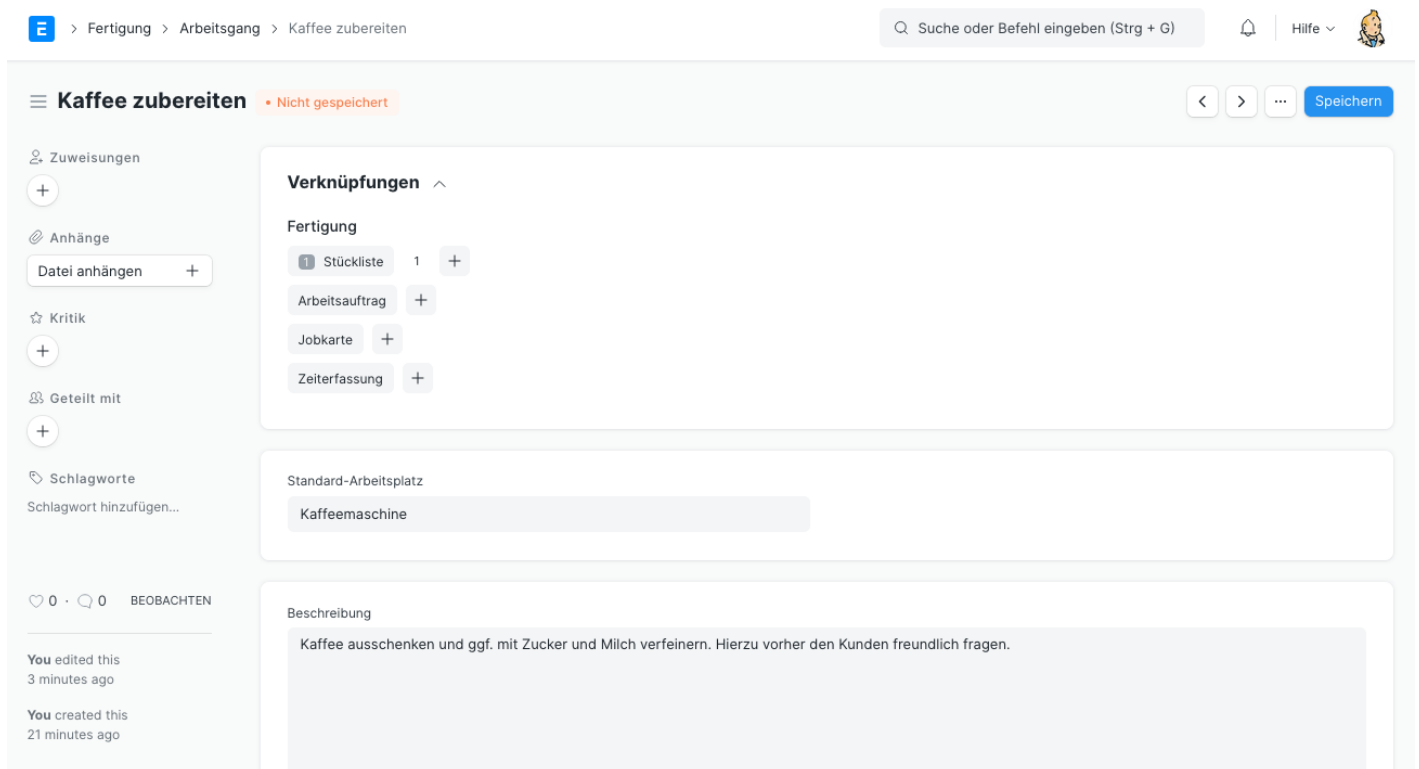 E > Fertigung > Arbeitsgang > Kaffee zubereiten
Suche oder Befehl eingeben (Strg + G)
Hilfe
Kaffee zubereiten
• Nicht gespeichert
...
Speichern
Zuweisungen
+
Anhänge
Datei anhängen +
Kritik
+
Geteilt mit
+
Schlagworte
Schlagwort hinzufügen...
0 · 0 BEOBACHTEN
You edited this
3 minutes ago
You created this
21 minutes ago
Verknüpfungen
Fertigung
1 Stückliste 1 +
Arbeitsauftrag +
Jobkarte +
Zeiterfassung +
Standard-Arbeitsplatz
Kaffeemaschine
Beschreibung
Kaffee ausschenken und ggf. mit Zucker und Milch verfeinern. Hierzu vorher den Kunden freundlich fragen.